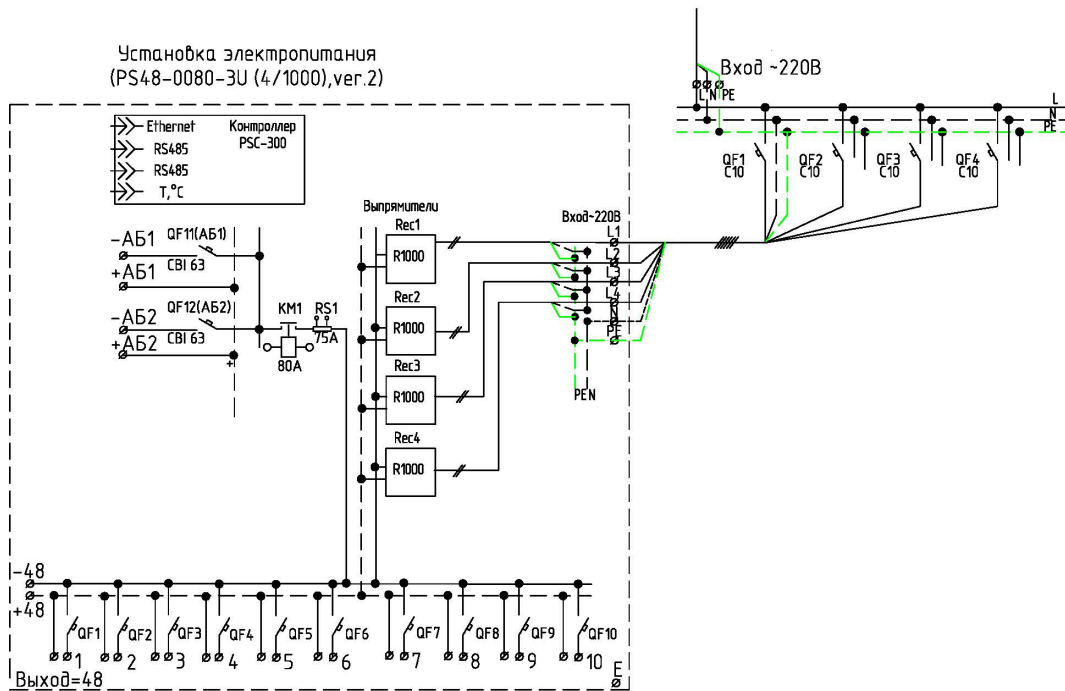 Установка электропитания
(PS48-0080-3U (4/1000),ver.2)
Вход ~220В
L N PE
L
N
PE
QF1
C10
QF2
C10
QF3
C10
QF4
C10
Ethernet
RS485
RS485
T,°C
Контроллер
PSC-300
Выпрямители
Rec1
R1000
Rec2
R1000
Rec3
R1000
Rec4
R1000
Вход~220В
L1
L2
L3
L4
N
PE
PE N
-АБ1
QF11(АБ1)
CBI 63
+АБ1
-АБ2
QF12(АБ2)
CBI 63
+АБ2
+
KM1
80A
RS1
75A
-48
+48
QF1
QF2
QF3
QF4
QF5
QF6
QF7
QF8
QF9
QF10
1 2 3 4 5 6 7 8 9 10
Выход=48
E